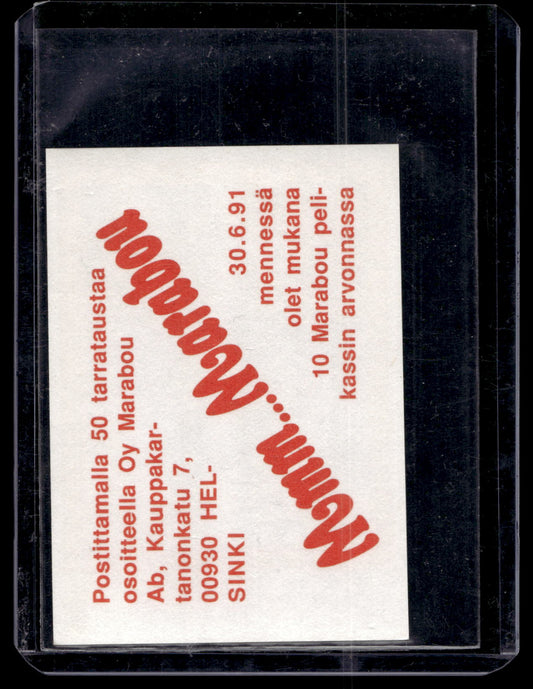 Postittamalla 50 tarrataustaa
osoitteella Oy Marabou
Ab, Kauppakar-
tanonkatu 7,
00930 HEL-
SINKI
Mmm...Marabou
30.6.91
mennessä
olet mukana
10 Marabou peli-
kassin arvonnassa